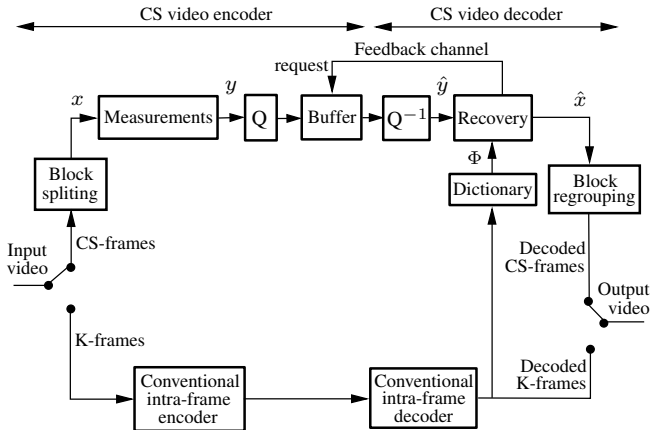 CS video encoder
CS video decoder
Feedback channel
request
x
y
ŷ
x̂
Measurements
Q
Buffer
Q⁻¹
Recovery
Φ
Block
spliting
Dictionary
Block
regrouping
Input
video
CS-frames
Decoded
CS-frames
Output
video
K-frames
Decoded
K-frames
Conventional
intra-frame
encoder
Conventional
intra-frame
decoder